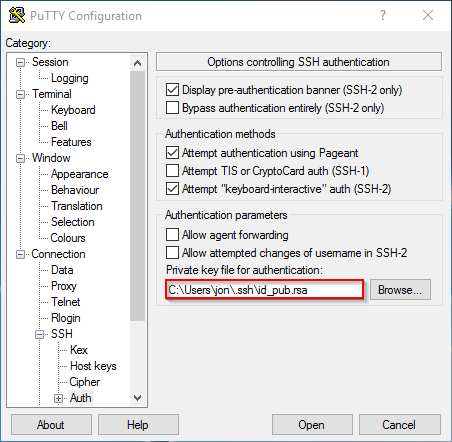 PuTTY Configuration
?
Category:
Session
Logging
Terminal
Keyboard
Bell
Features
Window
Appearance
Behaviour
Translation
Selection
Colours
Connection
Data
Proxy
Telnet
Rlogin
SSH
Kex
Host keys
Cipher
Auth
Options controlling SSH authentication
Display pre-authentication banner (SSH-2 only)
Bypass authentication entirely (SSH-2 only)
Authentication methods
Attempt authentication using Pageant
Attempt TIS or CryptoCard auth (SSH-1)
Attempt "keyboard-interactive" auth (SSH-2)
Authentication parameters
Allow agent forwarding
Allow attempted changes of username in SSH-2
Private key file for authentication:
C:\Users\jon\.ssh\id_pub.rsa
Browse...
About
Help
Open
Cancel